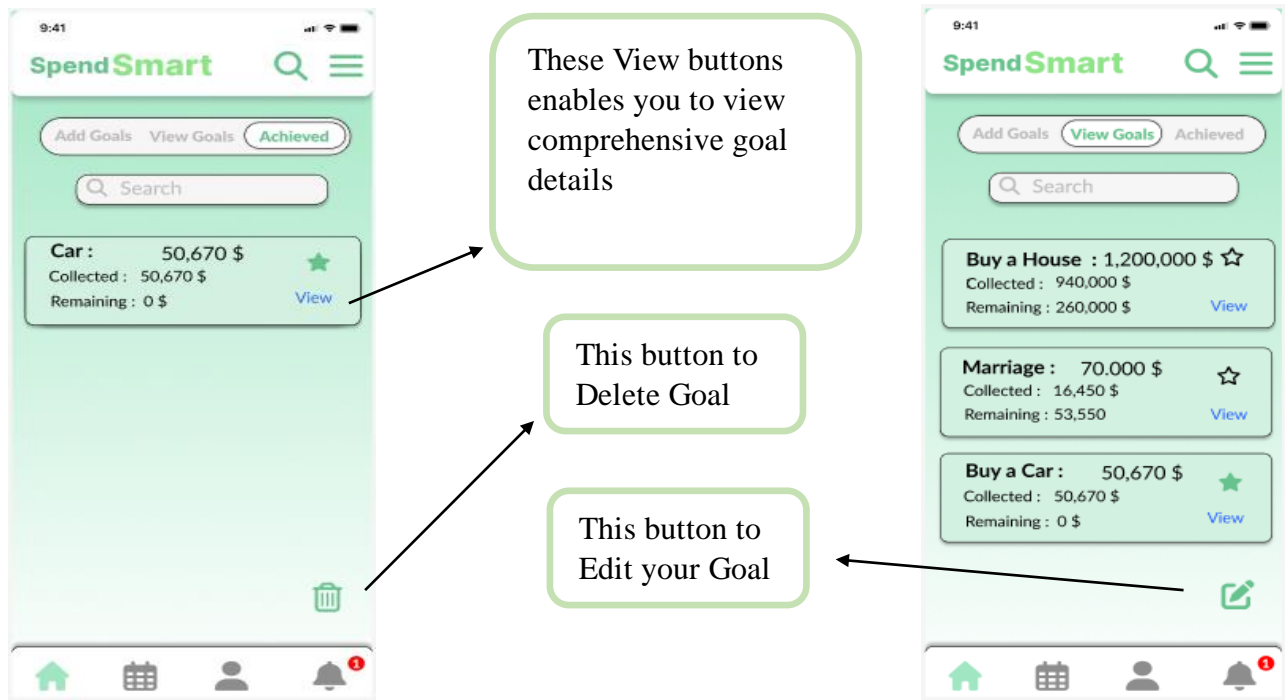 9:41
SpendSmart
Add Goals View Goals Achieved
Search
Car : 50,670 $
Collected : 50,670 $
Remaining : 0 $
View
These View buttons
enables you to view
comprehensive goal
details
This button to
Delete Goal
This button to
Edit your Goal
1
9:41
SpendSmart
Add Goals View Goals Achieved
Search
Buy a House : 1,200,000 $
Collected : 940,000 $
Remaining : 260,000 $
View
Marriage : 70.000 $
Collected : 16,450 $
Remaining : 53,550
View
Buy a Car : 50,670 $
Collected : 50,670 $
Remaining : 0 $
View
1